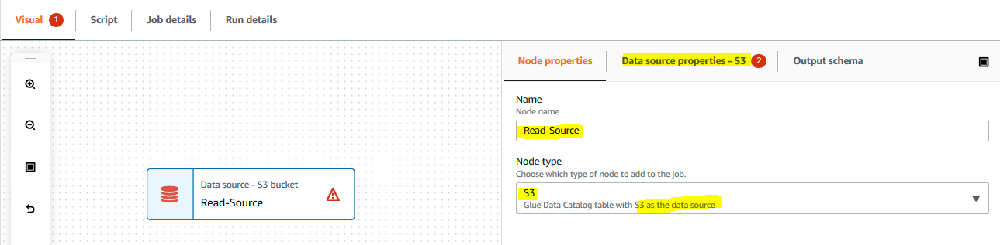 Visual 1 Script Job details Run details
Node properties Data source properties - S3 2 Output schema
Name
Node name
Read-Source
Node type
Choose which type of node to add to the job.
S3
Glue Data Catalog table with S3 as the data source
Data source - S3 bucket
Read-Source